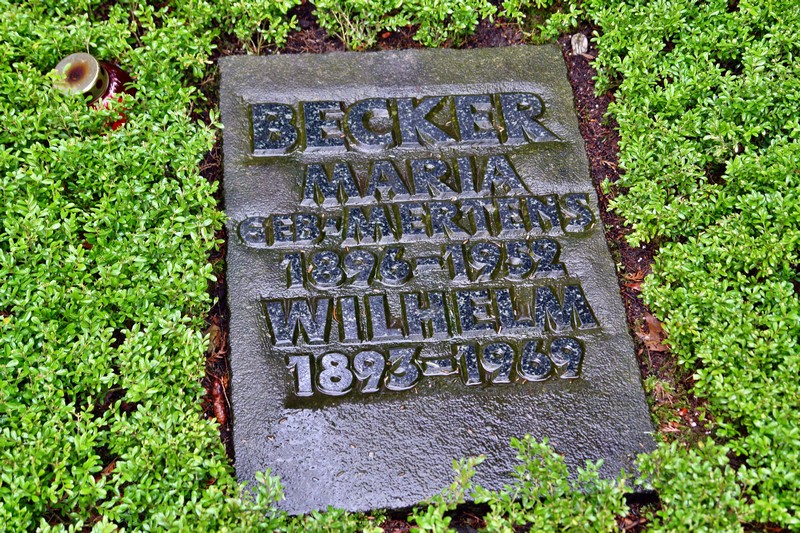 BECKER
MARIA
GEB. MERTENS
1896-1952
WILHELM
1893-1969